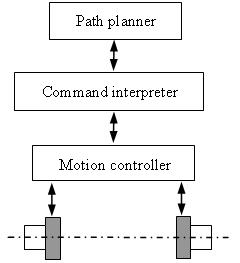 Path planner
Command interpreter
Motion controller